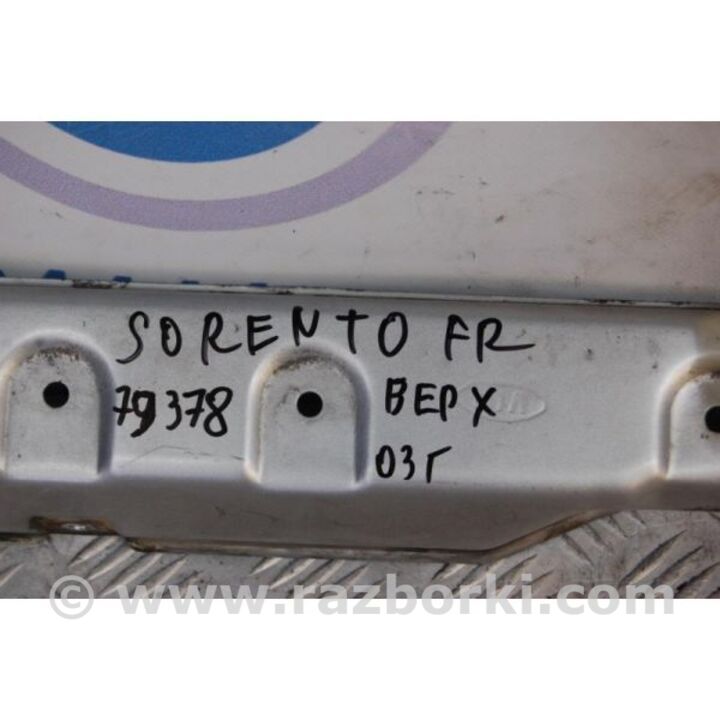 SORENTO FR
79378 ВЕРХ
03г
© www.razborki.com